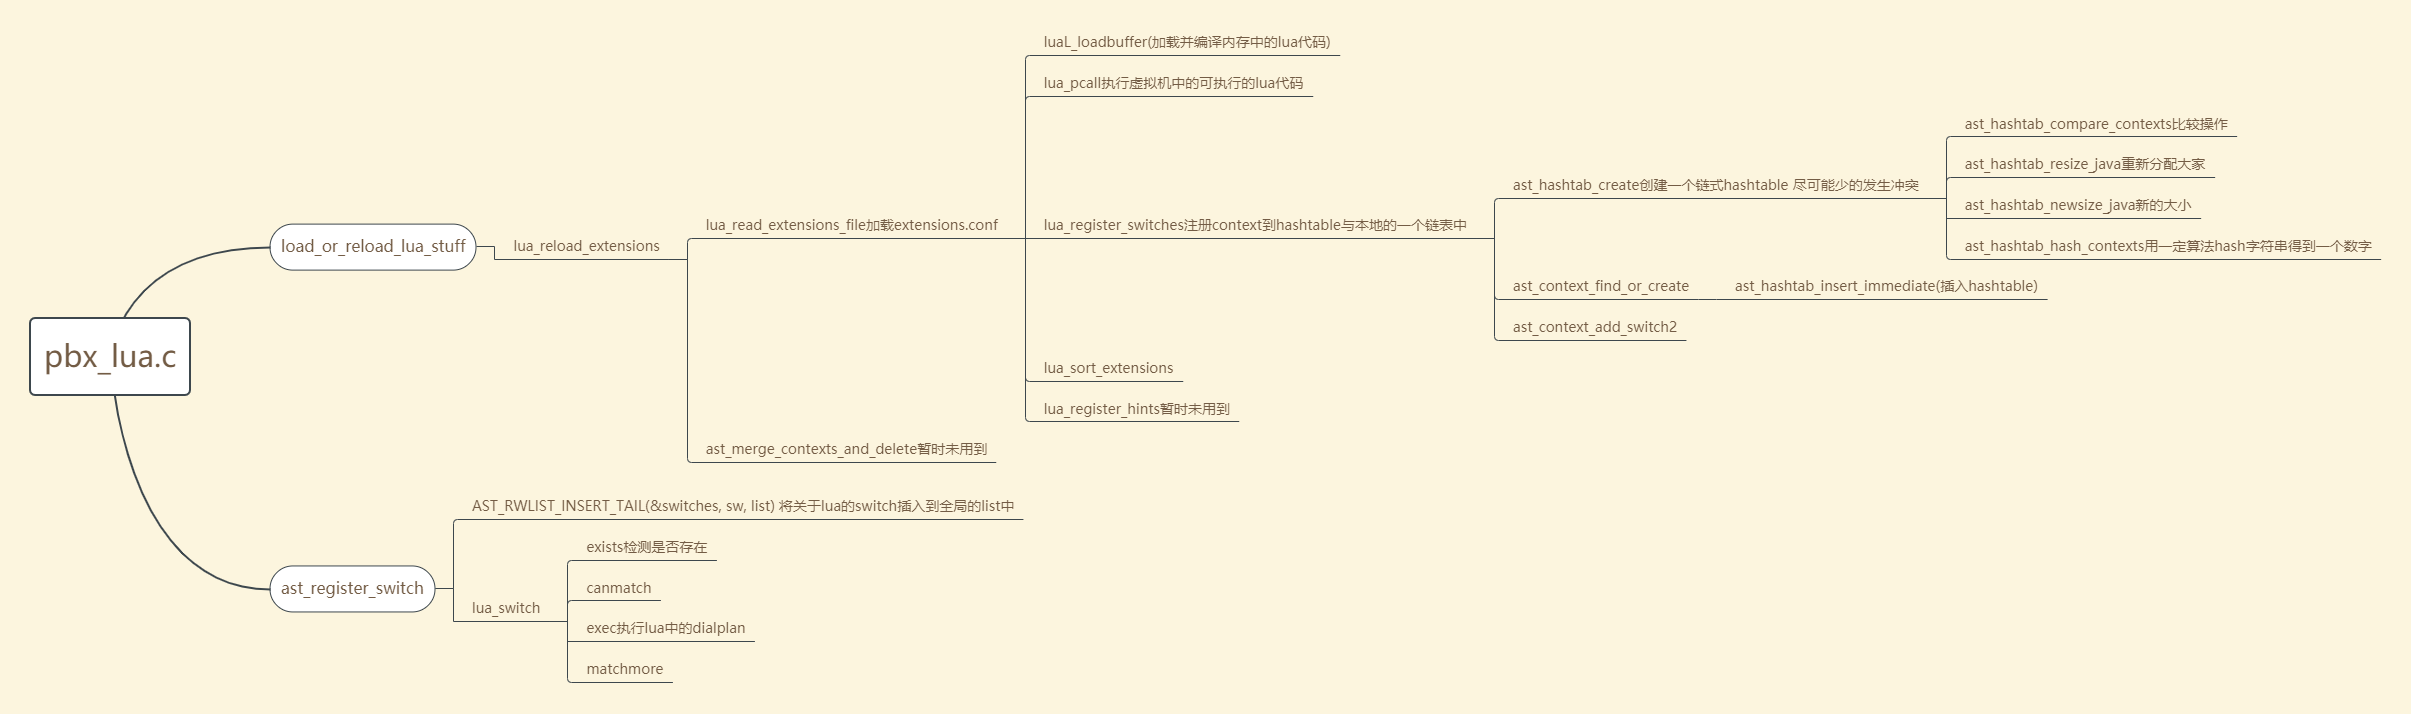 pbx_lua.c
load_or_reload_lua_stuff
lua_reload_extensions
lua_read_extensions_file加载extensions.conf
luaL_loadbuffer(加载并编译内存中的lua代码)
lua_pcall执行虚拟机中的可执行的lua代码
lua_register_switches注册context到hashtable与本地的一个链表中
ast_hashtab_create创建一个链式hashtable 尽可能少的发生冲突
ast_hashtab_compare_contexts比较操作
ast_hashtab_resize_java重新分配大家
ast_hashtab_newsize_java新的大小
ast_hashtab_hash_contexts用一定算法hash字符串得到一个数字
ast_context_find_or_create
ast_hashtab_insert_immediate(插入hashtable)
ast_context_add_switch2
lua_sort_extensions
lua_register_hints暂时未用到
ast_merge_contexts_and_delete暂时未用到
ast_register_switch
AST_RWLIST_INSERT_TAIL(&switches, sw, list) 将关于lua的switch插入到全局的list中
lua_switch
exists检测是否存在
canmatch
exec执行lua中的dialplan
matchmore